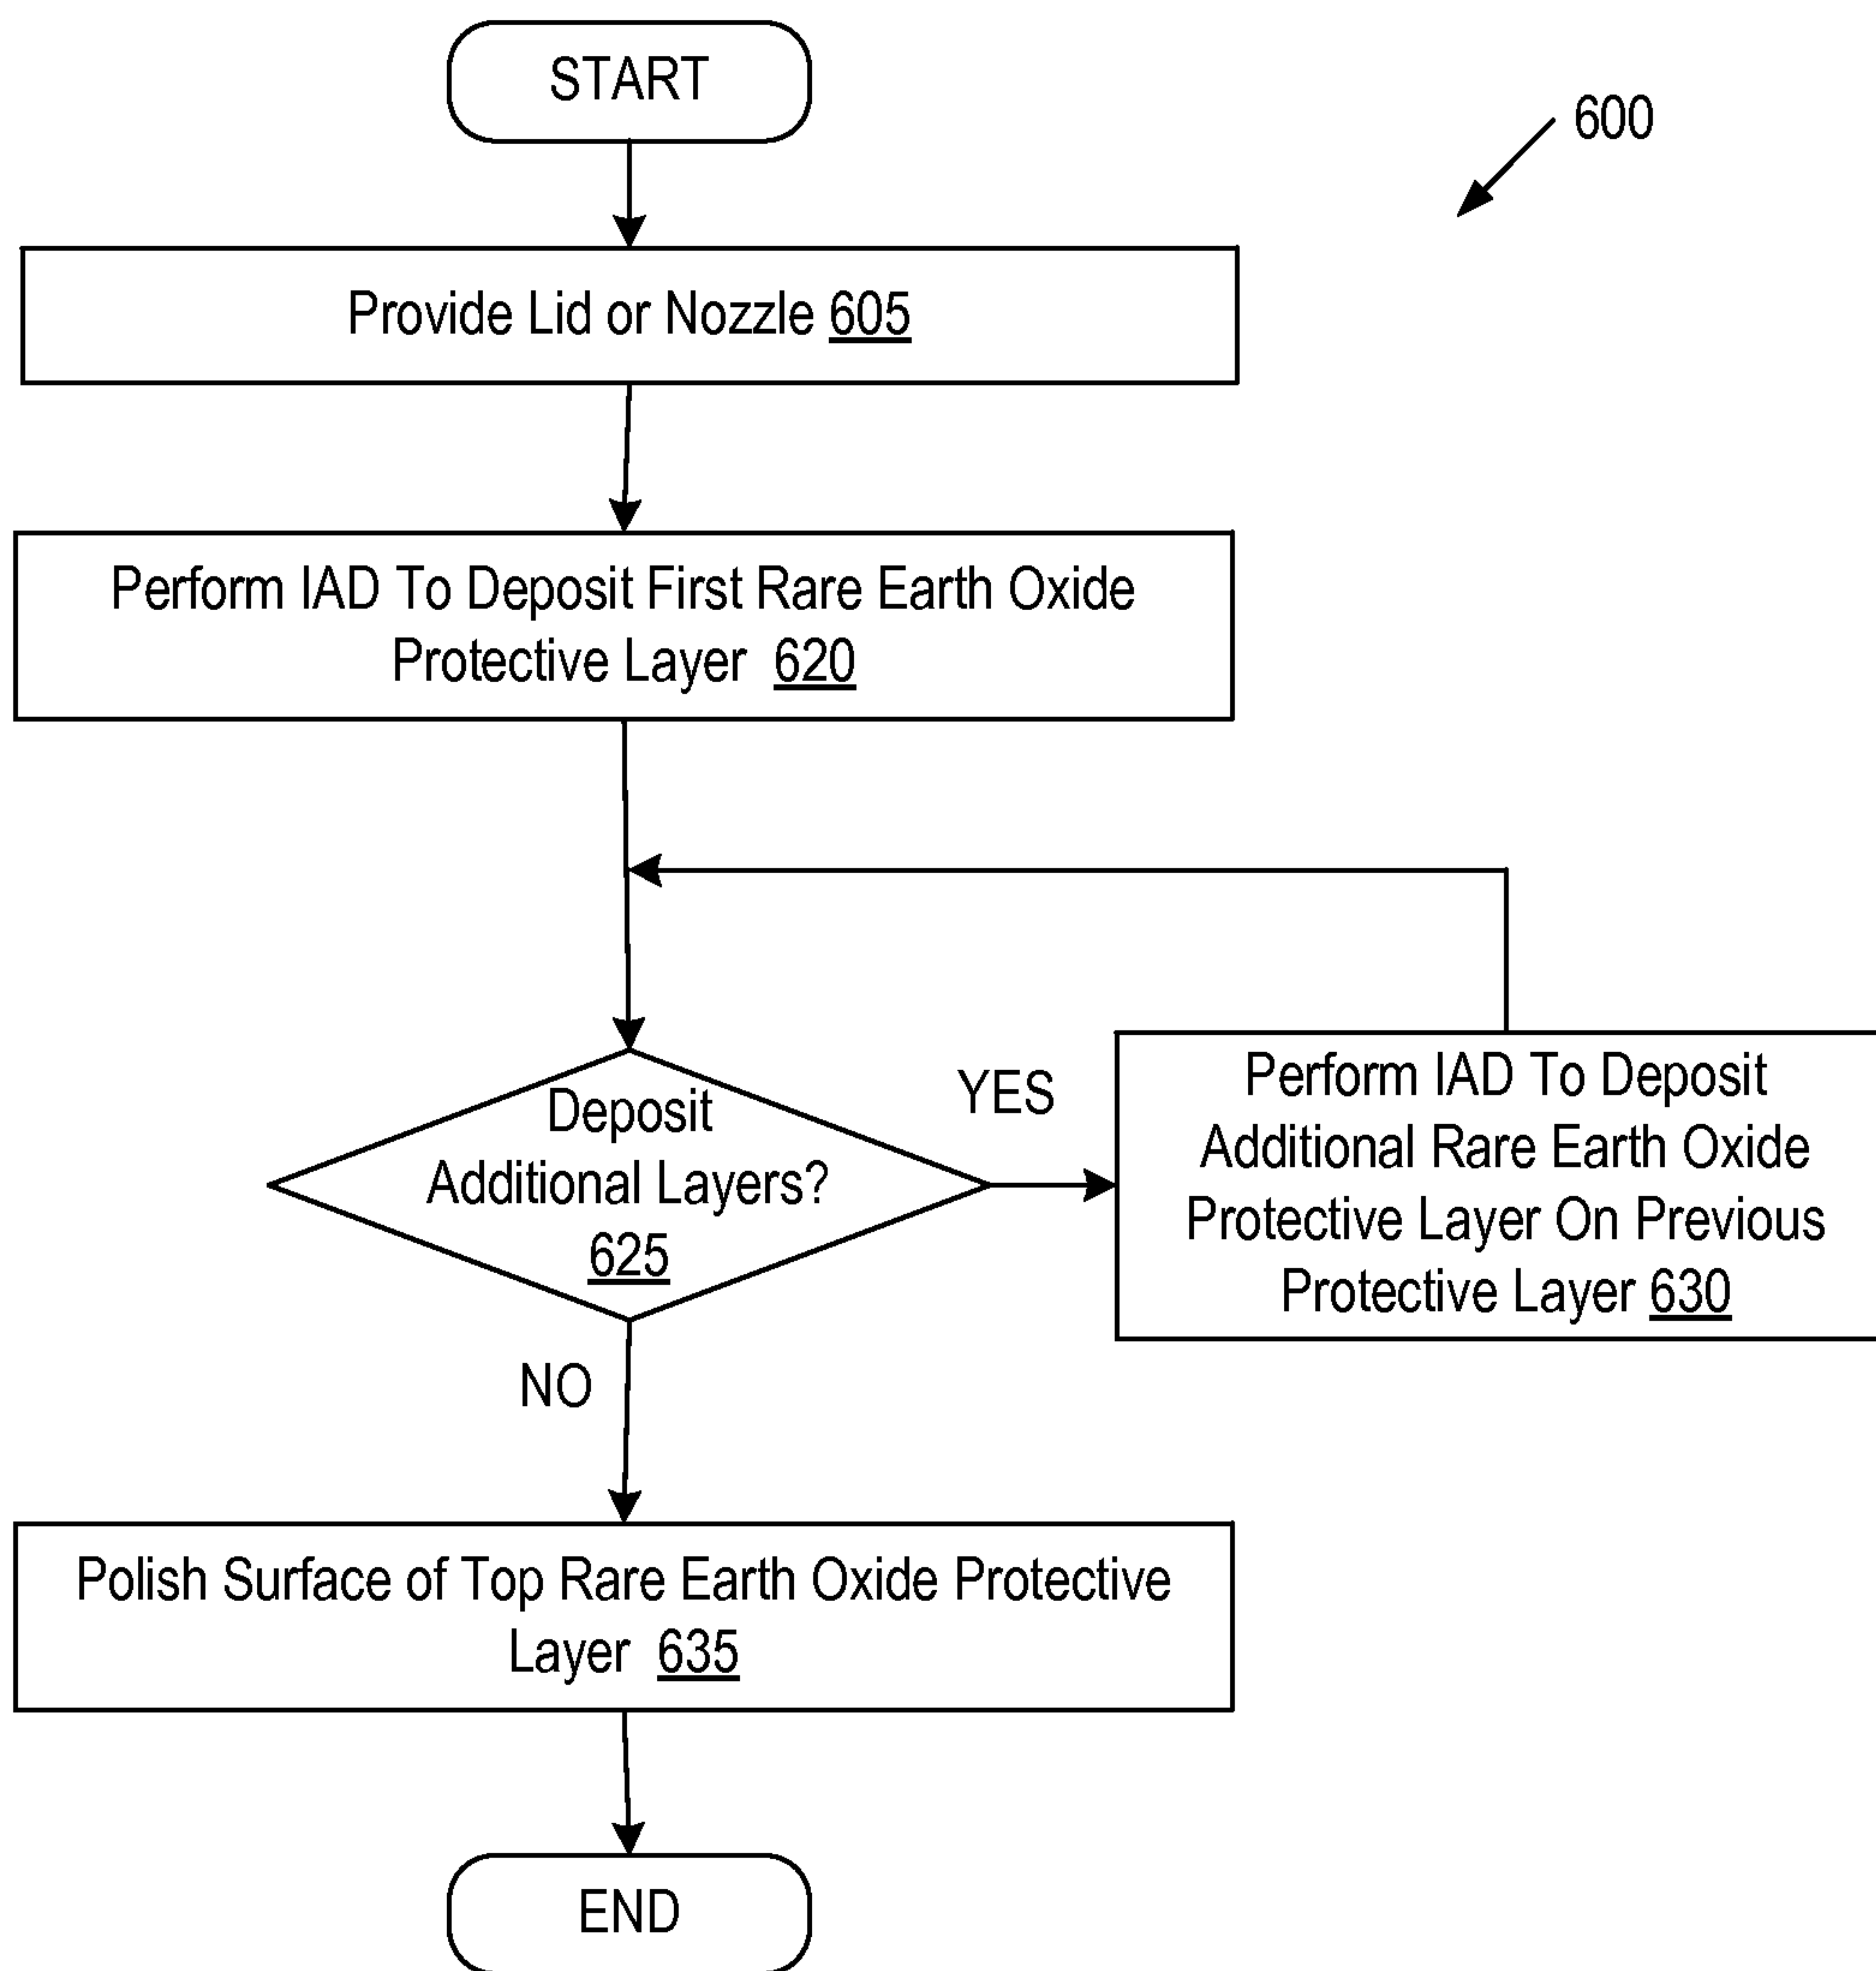 START
600
Provide Lid or Nozzle 605
Perform IAD To Deposit First Rare Earth Oxide
Protective Layer 620
Deposit
Additional Layers?
625
YES
Perform IAD To Deposit
Additional Rare Earth Oxide
Protective Layer On Previous
Protective Layer 630
NO
Polish Surface of Top Rare Earth Oxide Protective
Layer 635
END